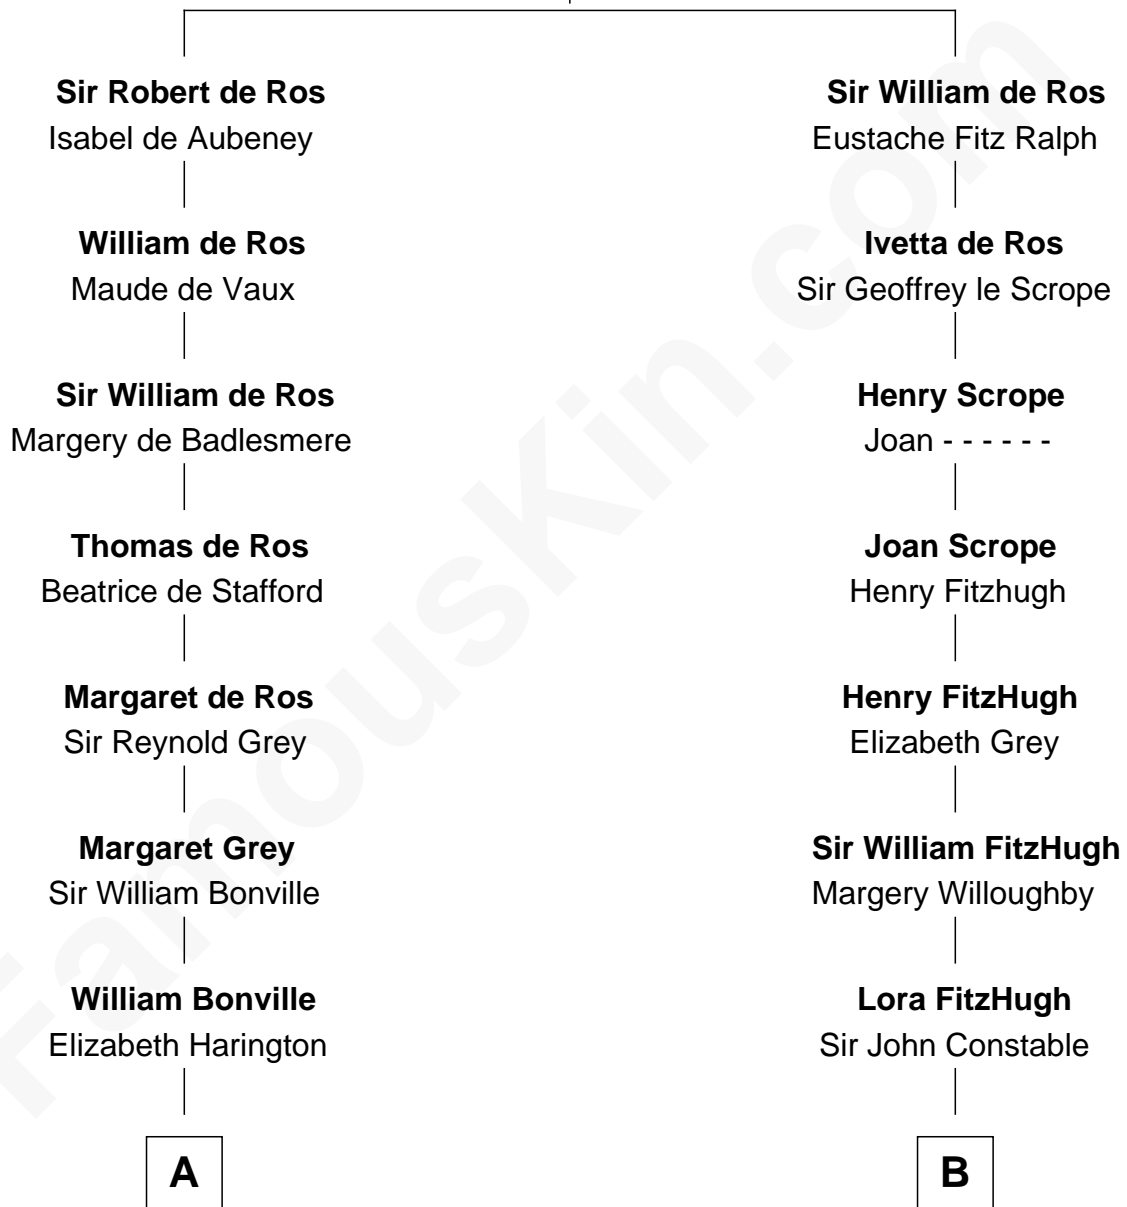 Sir Robert de Ros
Isabel de Aubeney
William de Ros
Maude de Vaux
Sir William de Ros
Margery de Badlesmere
Thomas de Ros
Beatrice de Stafford
Margaret de Ros
Sir Reynold Grey
Margaret Grey
Sir William Bonville
William Bonville
Elizabeth Harington
A
Sir William de Ros
Eustache Fitz Ralph
Ivetta de Ros
Sir Geoffrey le Scrope
Henry Scrope
Joan - - - - - -
Joan Scrope
Henry Fitzhugh
Henry FitzHugh
Elizabeth Grey
Sir William FitzHugh
Margery Willoughby
Lora FitzHugh
Sir John Constable
B
FamousKin.com